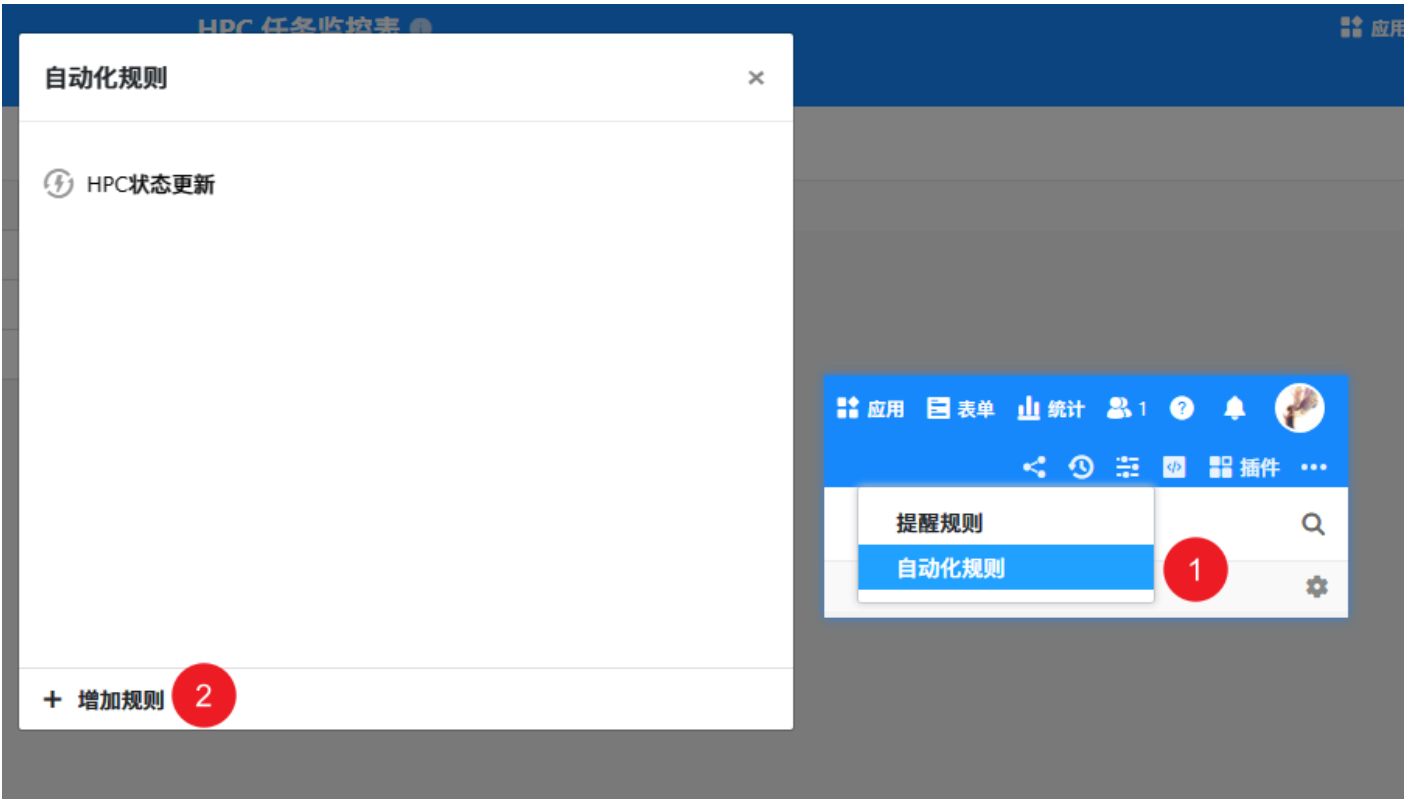 HPC 任务监控表
应用
自动化规则
×
HPC状态更新
应用 表单 统计 1 ?
</> 插件 •••
提醒规则
自动化规则
1
+ 增加规则
2